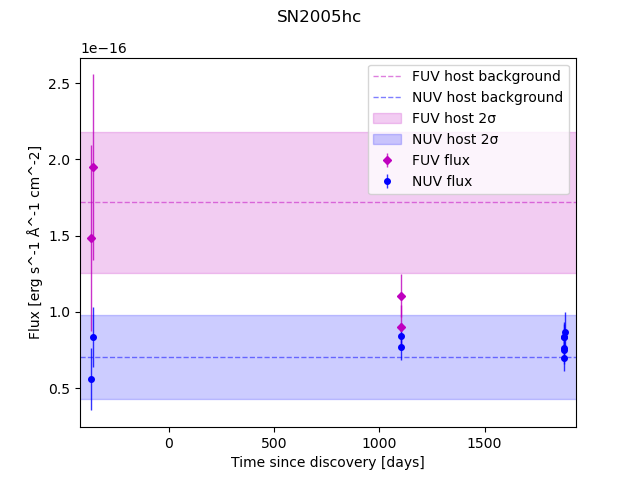 SN2005hc
1e−16
FUV host background
NUV host background
FUV host 2σ
NUV host 2σ
FUV flux
NUV flux
2.5
2.0
1.5
1.0
0.5
Flux [erg s^-1 Å^-1 cm^-2]
0
500
1000
1500
Time since discovery [days]